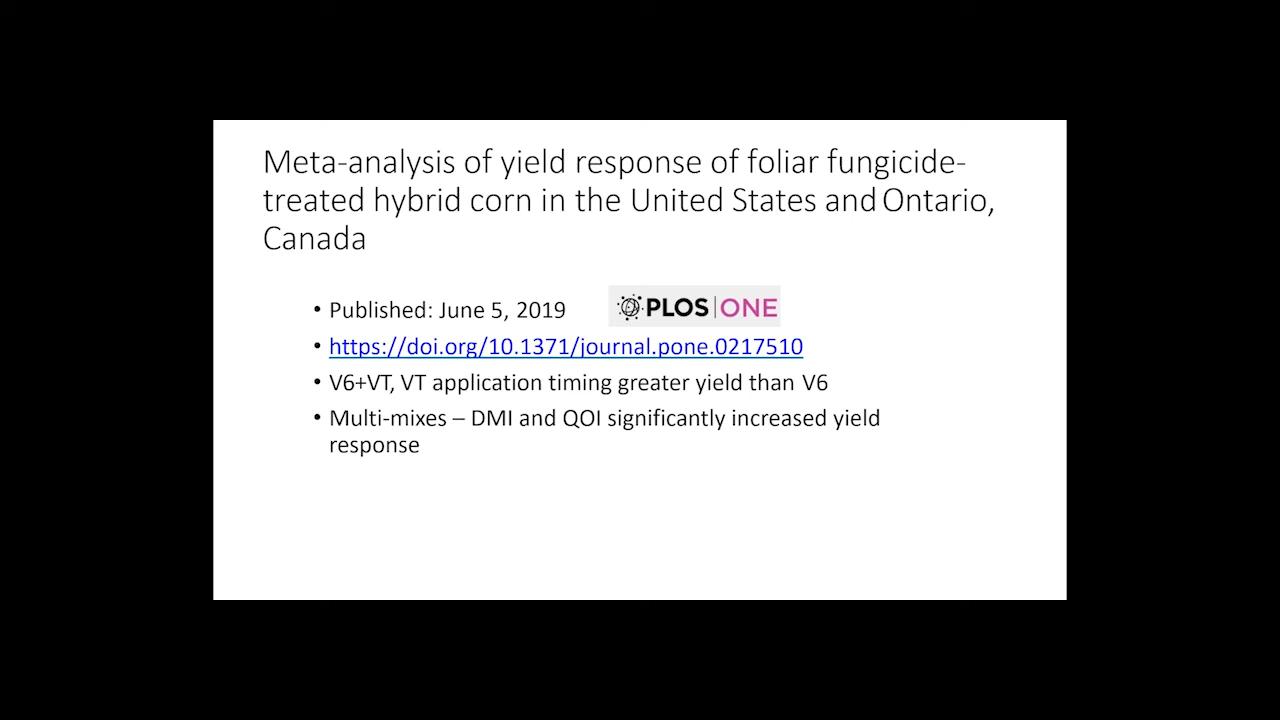 Meta-analysis of yield response of foliar fungicide-
treated hybrid corn in the United States and Ontario,
Canada
• Published: June 5, 2019
PLOS | ONE
• https://doi.org/10.1371/journal.pone.0217510
• V6+VT, VT application timing greater yield than V6
• Multi-mixes – DMI and QOI significantly increased yield
response